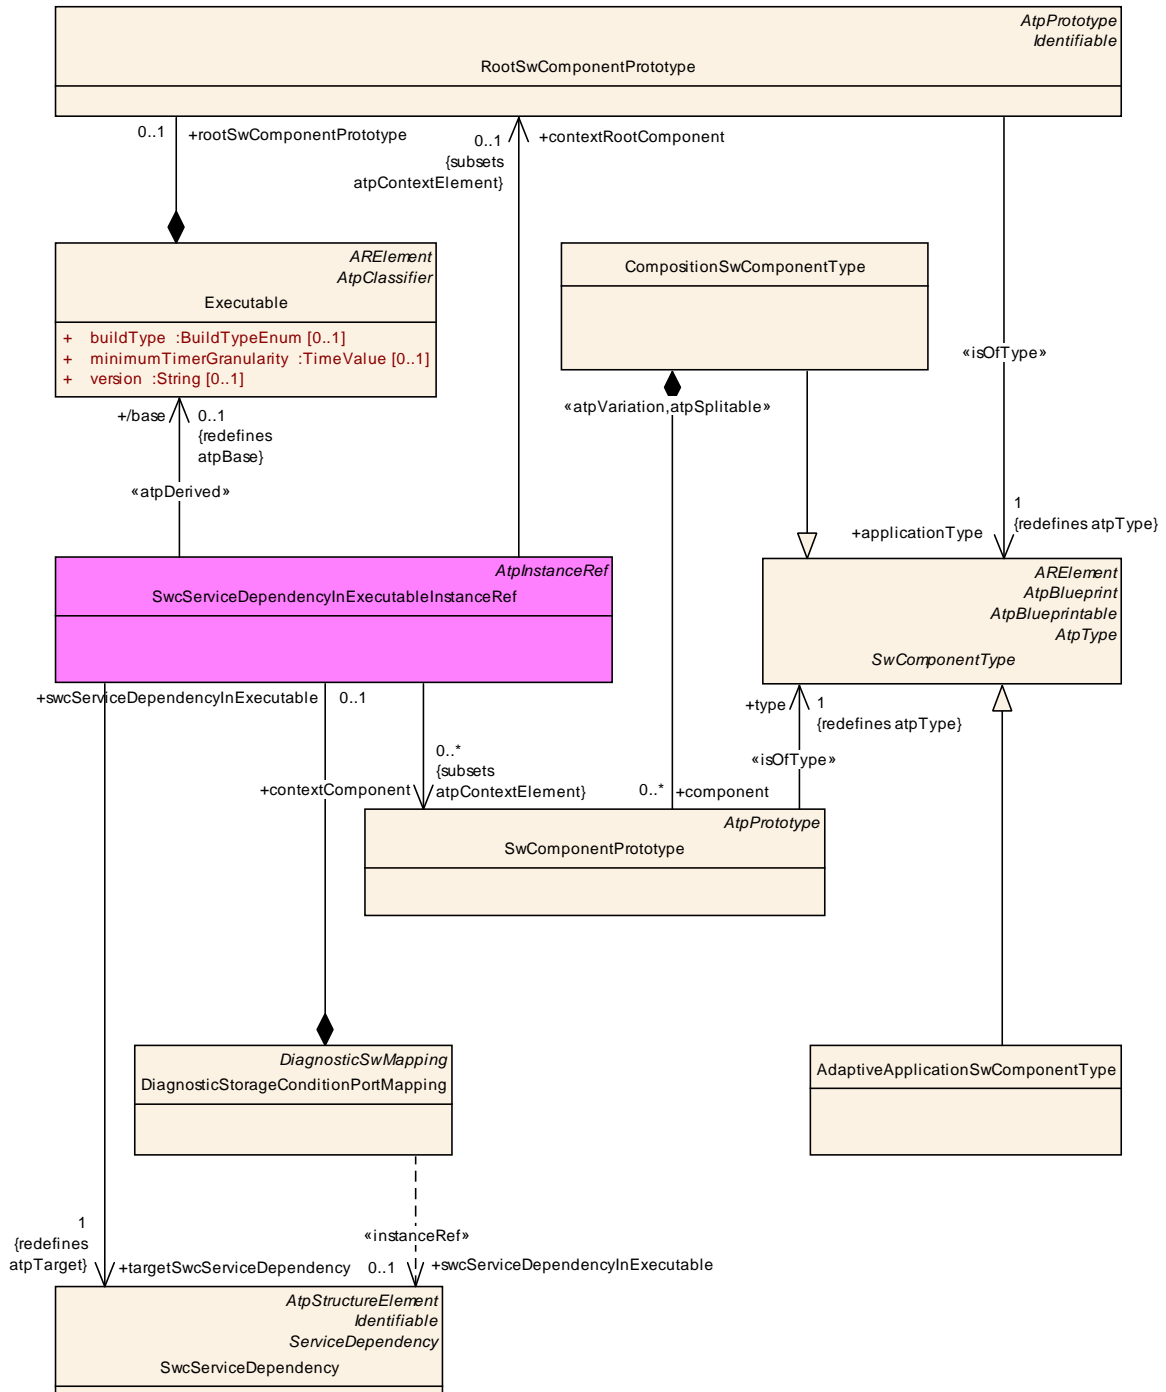 AtpPrototype
Identifiable
RootSwComponentPrototype
0..1
+rootSwComponentPrototype
0..1
{subsets
atpContextElement}
+contextRootComponent
ARElement
AtpClassifier
Executable
+ buildType :BuildTypeEnum [0..1]
+ minimumTimerGranularity :TimeValue [0..1]
+ version :String [0..1]
CompositionSwComponentType
«isOfType»
«atpVariation,atpSplitable»
+/base
0..1
{redefines
atpBase}
«atpDerived»
+applicationType
1
{redefines atpType}
AtpInstanceRef
SwcServiceDependencyInExecutableInstanceRef
ARElement
AtpBlueprint
AtpBlueprintable
AtpType
SwComponentType
+swcServiceDependencyInExecutable
0..1
+type
1
{redefines atpType}
«isOfType»
0..*
{subsets
atpContextElement}
+contextComponent
0..*
+component
AtpPrototype
SwComponentPrototype
DiagnosticSwMapping
DiagnosticStorageConditionPortMapping
AdaptiveApplicationSwComponentType
1
{redefines
atpTarget}
+targetSwcServiceDependency
«instanceRef»
0..1
+swcServiceDependencyInExecutable
AtpStructureElement
Identifiable
ServiceDependency
SwcServiceDependency